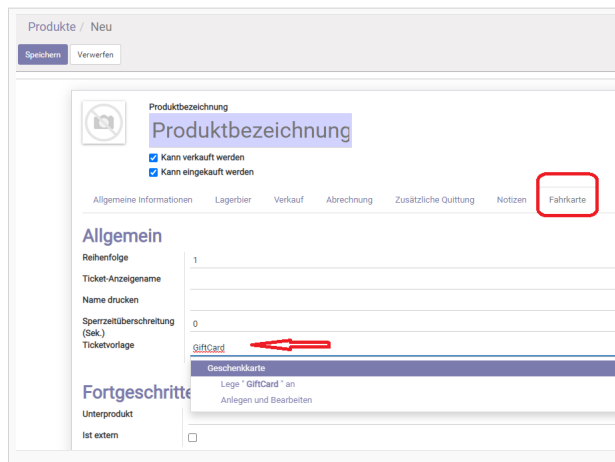 Produkte / Neu
Speichern Verwerfen
Produktbezeichnung
Produktbezeichnung
Kann verkauft werden
Kann eingekauft werden
Allgemeine Informationen Lagerbier Verkauf Abrechnung Zusätzliche Quittung Notizen Fahrkarte
Allgemein
Reihenfolge 1
Ticket-Anzeigename
Name drucken
Sperrzeitüberschreitung (Sek.) 0
Ticketvorlage GiftCard
Geschenkkarte
Lege " GiftCard " an
Anlegen und Bearbeiten
Fortgeschritte
Unterprodukt
Ist extern